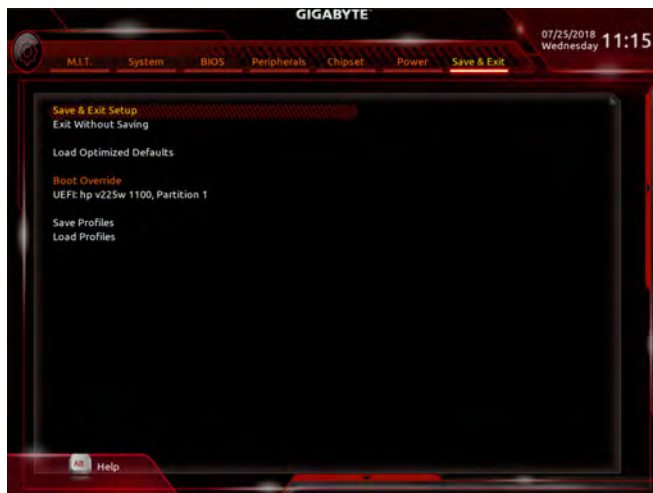 GIGABYTE™
07/25/2018
Wednesday
11:15
M.I.T. System BIOS Peripherals Chipset Power Save & Exit
Save & Exit Setup
Exit Without Saving
Load Optimized Defaults
Boot Override
UEFI: hp v225w 1100, Partition 1
Save Profiles
Load Profiles
Alt Help